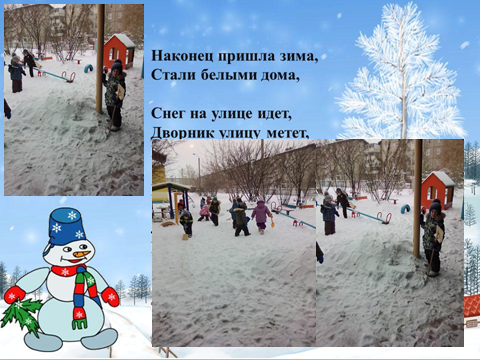 Наконец пришла зима,
Стали белыми дома,
Снег на улице идет,
Дворник улицу метет,